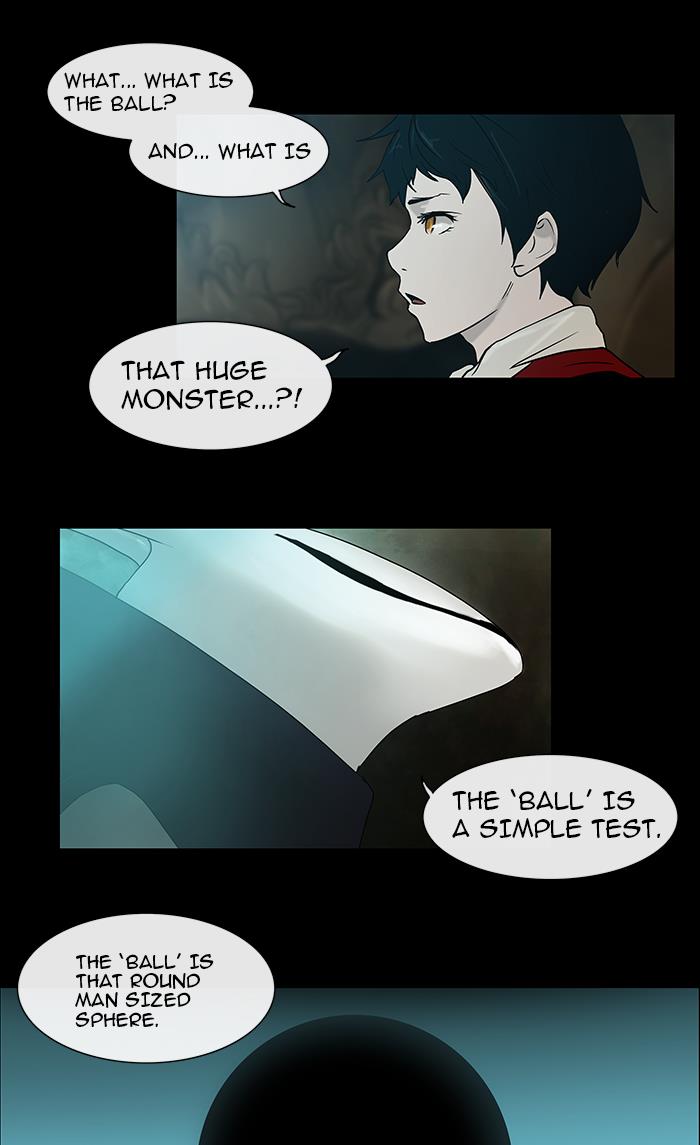 WHAT... WHAT IS
THE BALL?
AND... WHAT IS
THAT HUGE
MONSTER...?!
THE 'BALL' IS
A SIMPLE TEST.
THE 'BALL' IS
THAT ROUND
MAN SIZED
SPHERE.